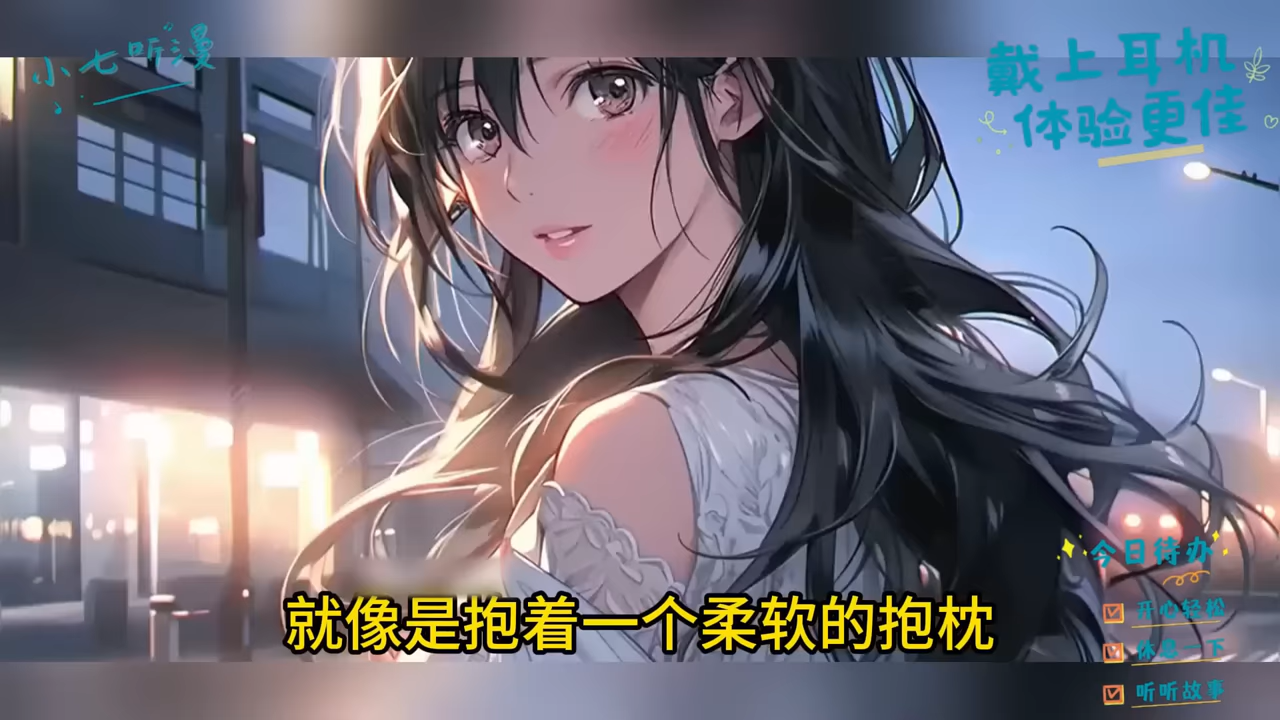 小七听漫
戴上耳机
体验更佳
今日待办
开心轻松
休息一下
听听故事
就像是抱着一个柔软的抱枕